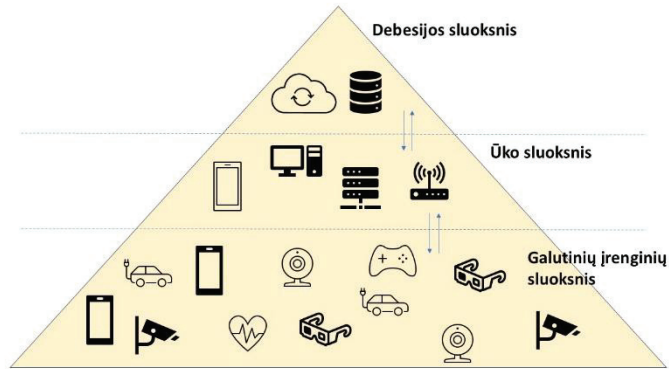 Debesijos sluoksnis
Ūko sluoksnis
Galutinių įrenginių
sluoksnis